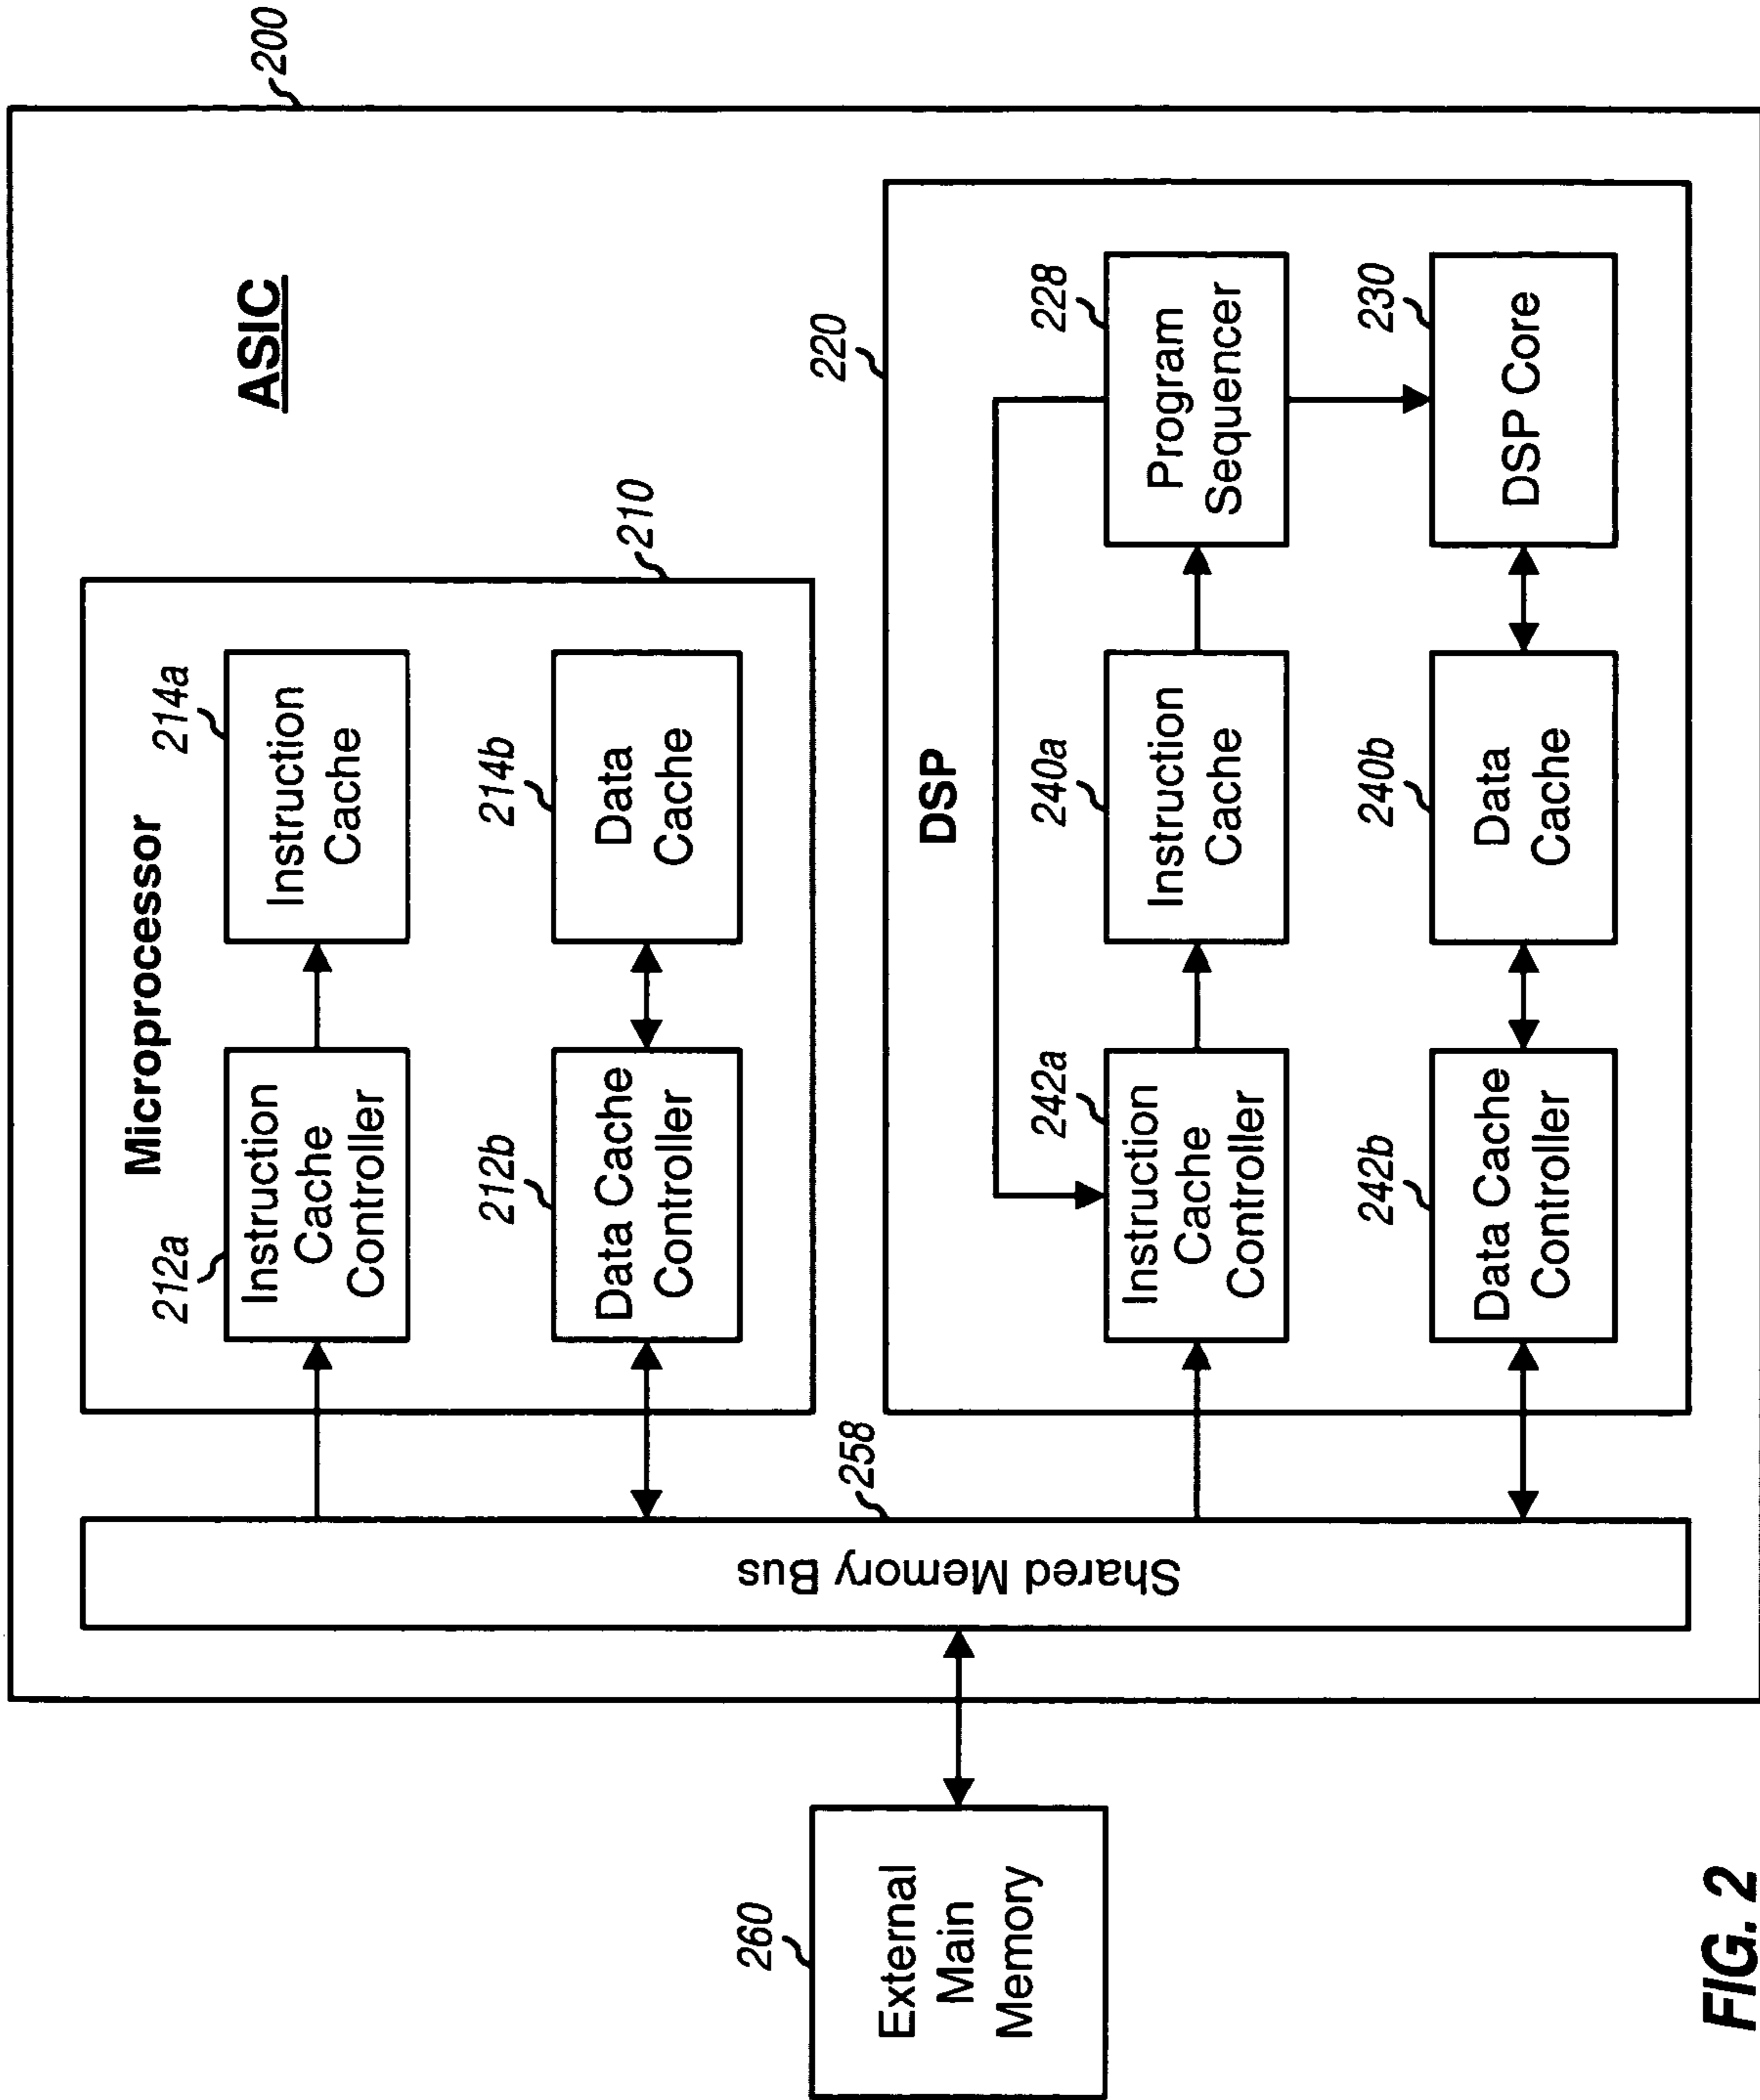 200
ASIC
210
Microprocessor
212a
Instruction
Cache
Controller
214a
Instruction
Cache
212b
Data Cache
Controller
214b
Data
Cache
258
Shared Memory Bus
260
External
Main
Memory
220
DSP
242a
Instruction
Cache
Controller
240a
Instruction
Cache
228
Program
Sequencer
242b
Data Cache
Controller
240b
Data
Cache
230
DSP Core
FIG. 2